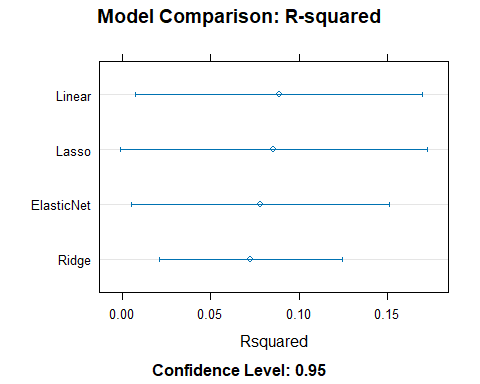 Model Comparison: R-squared
Linear
Lasso
ElasticNet
Ridge
0.00 0.05 0.10 0.15
Rsquared
Confidence Level: 0.95